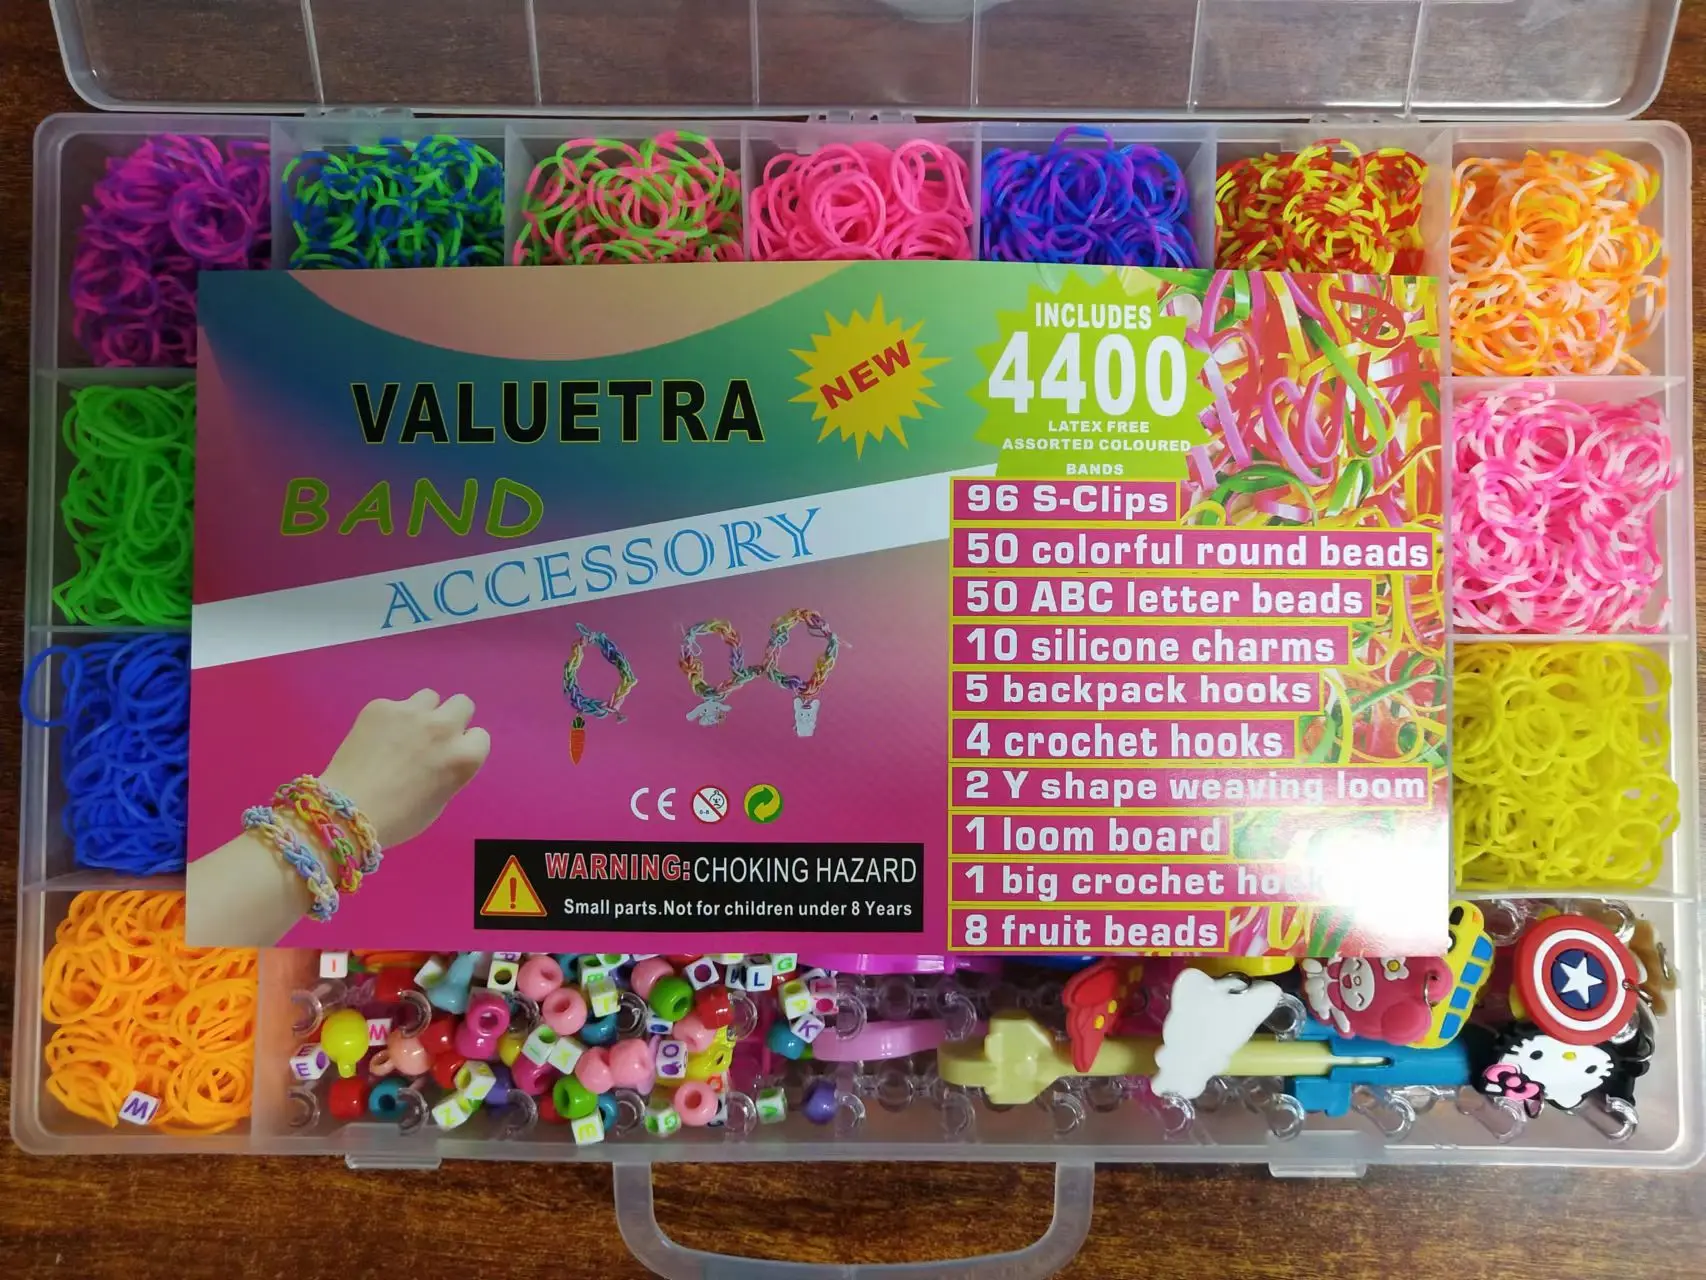 VALUETRA
NEW
BAND
ACCESSORY
INCLUDES
4400
LATEX FREE
ASSORTED COLOURED
BANDS
96 S-Clips
50 colorful round beads
50 ABC letter beads
10 silicone charms
5 backpack hooks
4 crochet hooks
2 Y shape weaving loom
1 loom board
1 big crochet hook
8 fruit beads
CE
WARNING:CHOKING HAZARD
Small parts.Not for children under 8 Years
I
M
E
W
K
L
G
Z
A